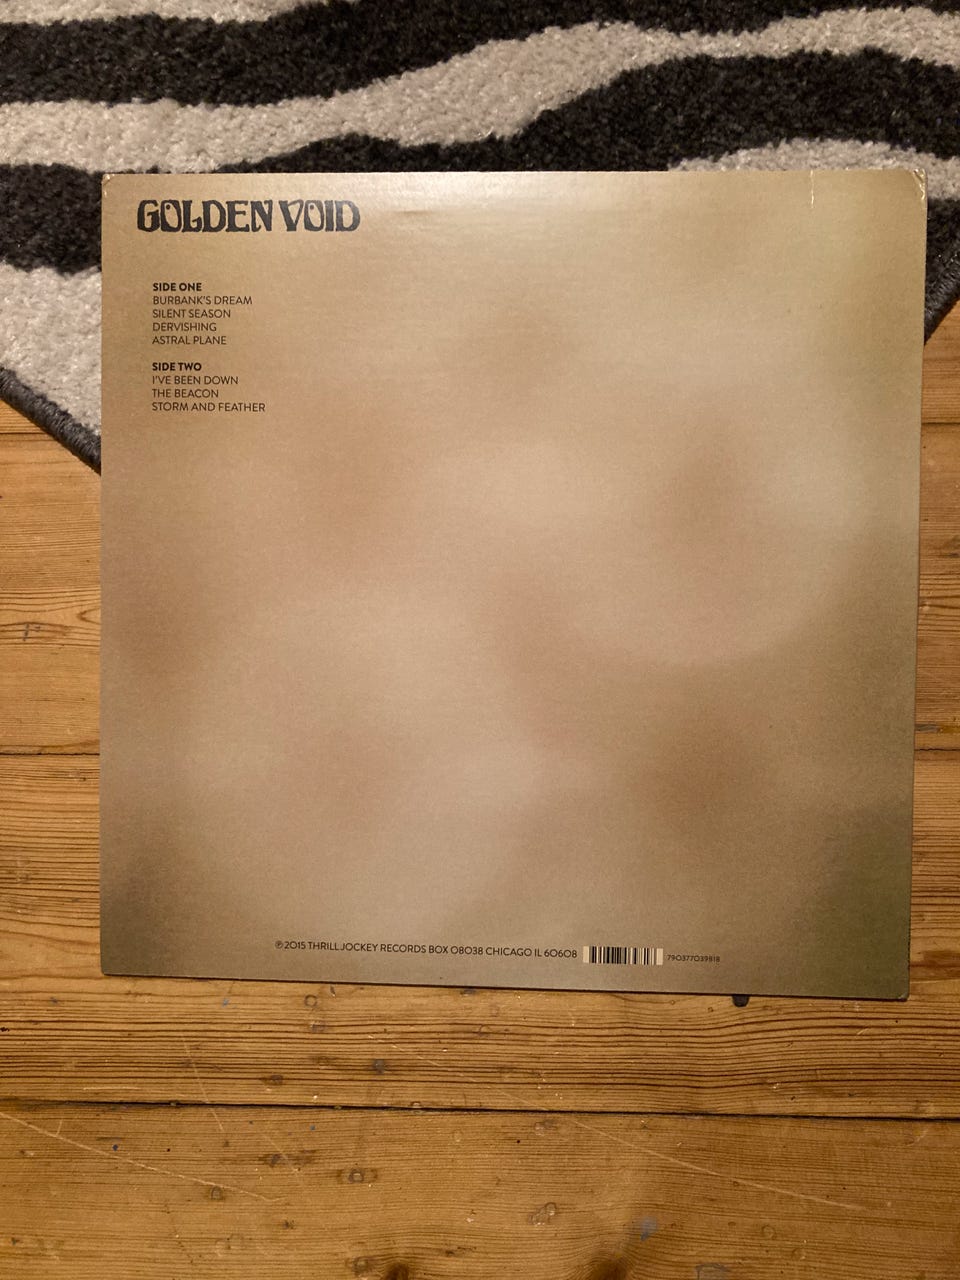 GOLDEN VOID
SIDE ONE
BURBANK'S DREAM
SILENT SEASON
DERVISHING
ASTRAL PLANE
SIDE TWO
I'VE BEEN DOWN
THE BEACON
STORM AND FEATHER
℗ 2015 THRILL JOCKEY RECORDS BOX 08038 CHICAGO IL 60608
790377039818